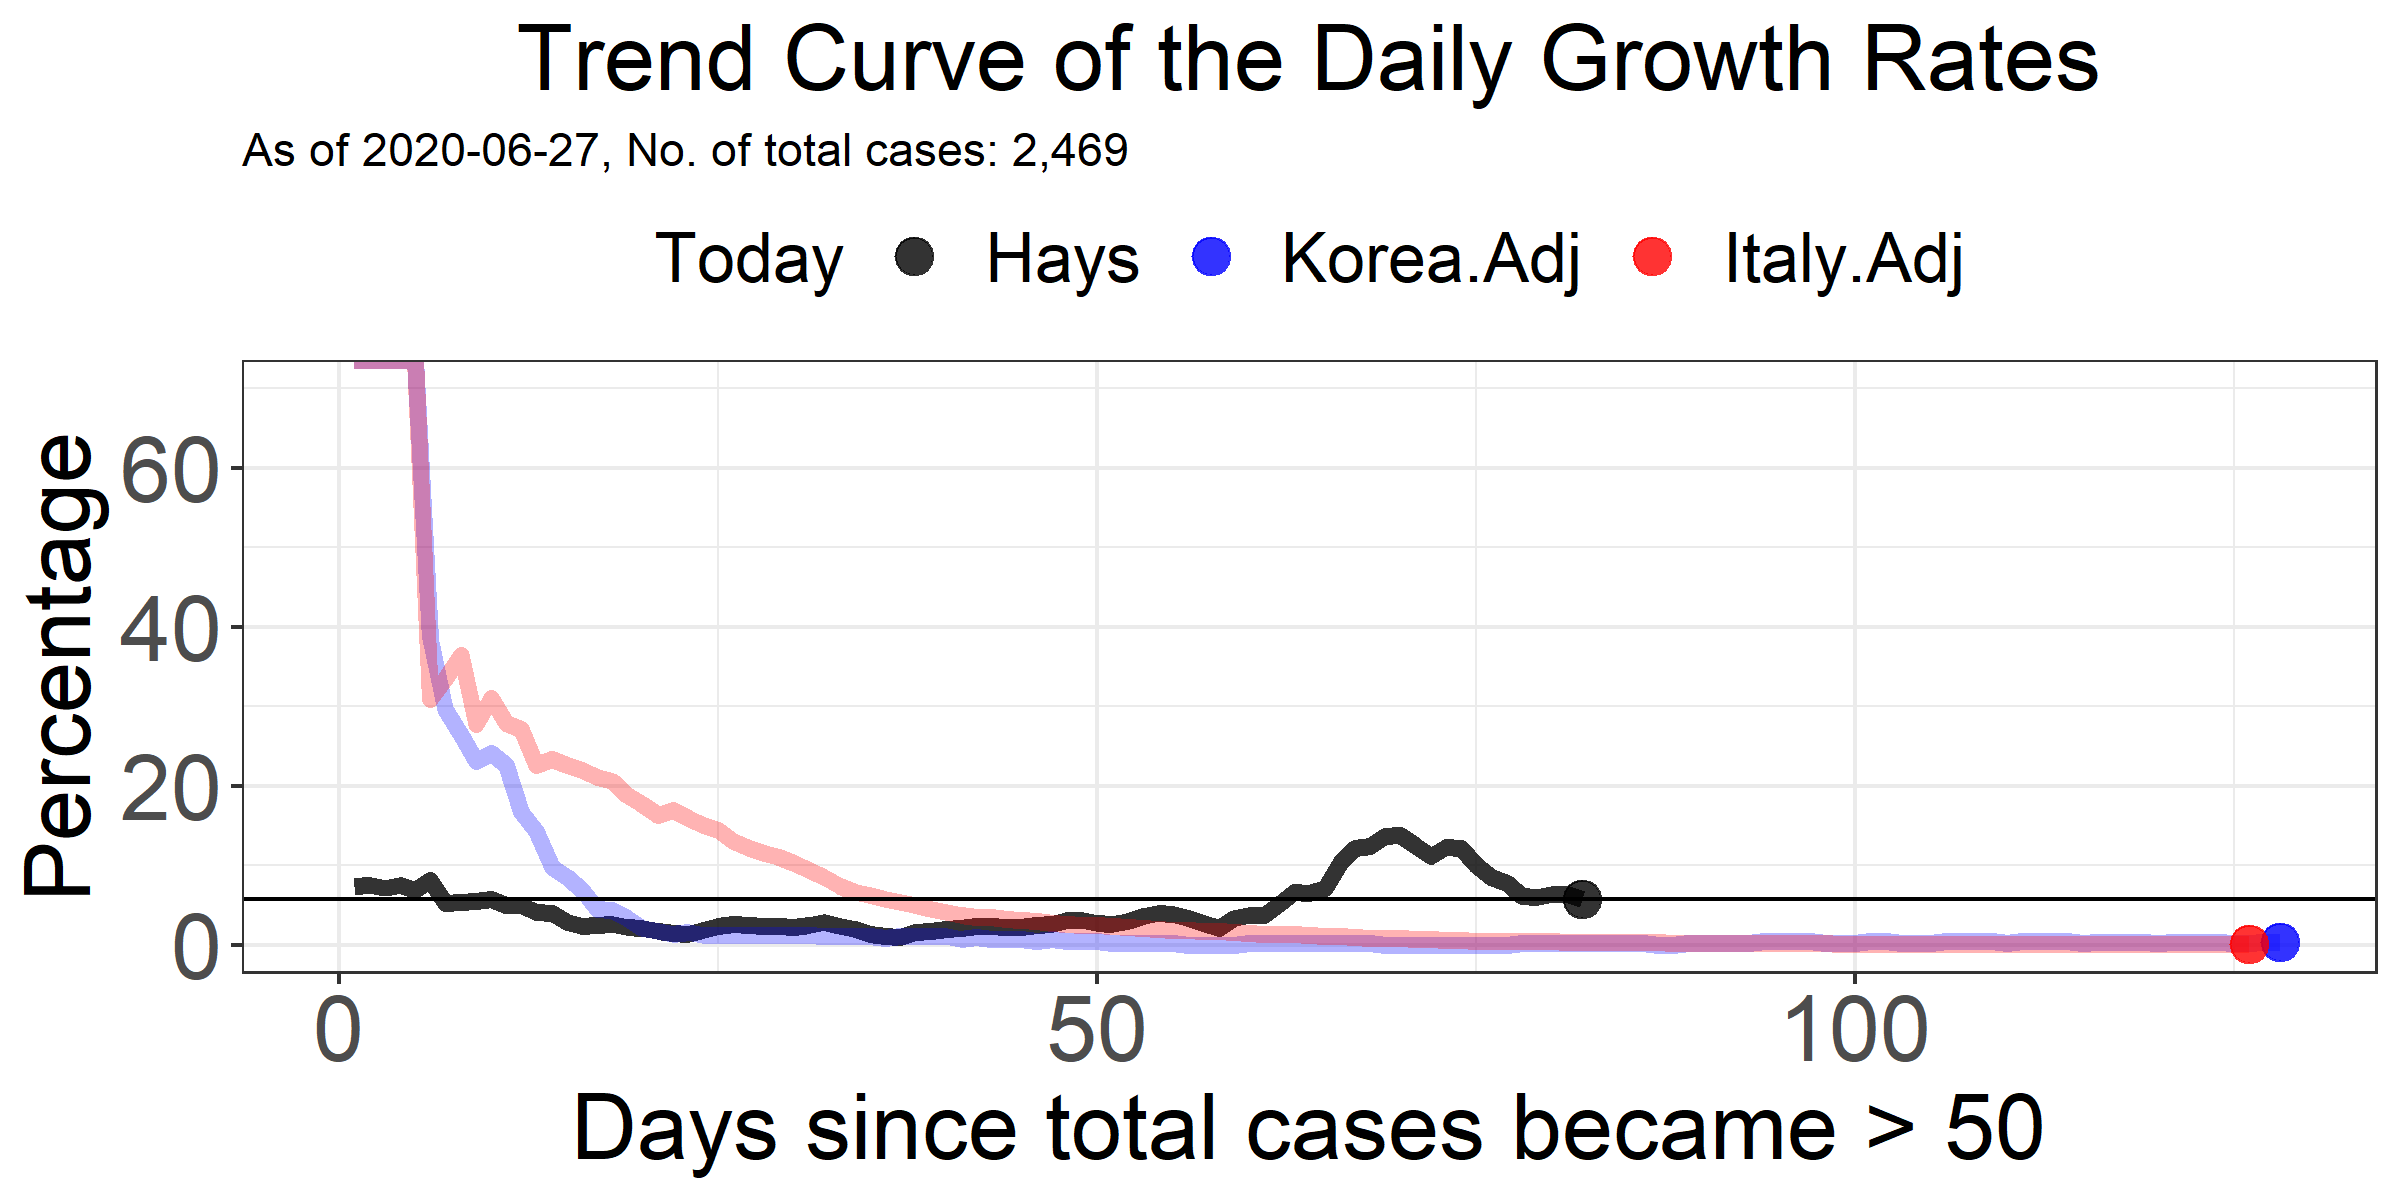 Trend Curve of the Daily Growth Rates
As of 2020-06-27, No. of total cases: 2,469
Today Hays Korea.Adj Italy.Adj
Percentage
60
40
20
0
0 50 100
Days since total cases became > 50